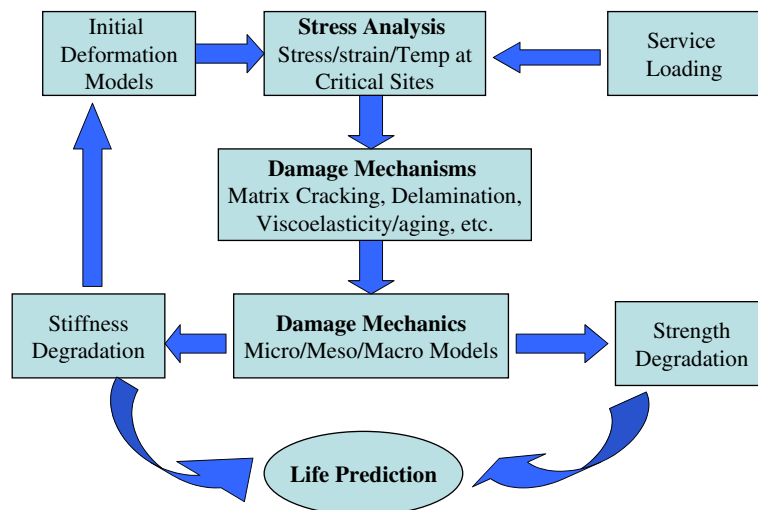 Initial
Deformation
Models
Stress Analysis
Stress/strain/Temp at
Critical Sites
Service
Loading
Damage Mechanisms
Matrix Cracking, Delamination,
Viscoelasticity/aging, etc.
Stiffness
Degradation
Damage Mechanics
Micro/Meso/Macro Models
Strength
Degradation
Life Prediction